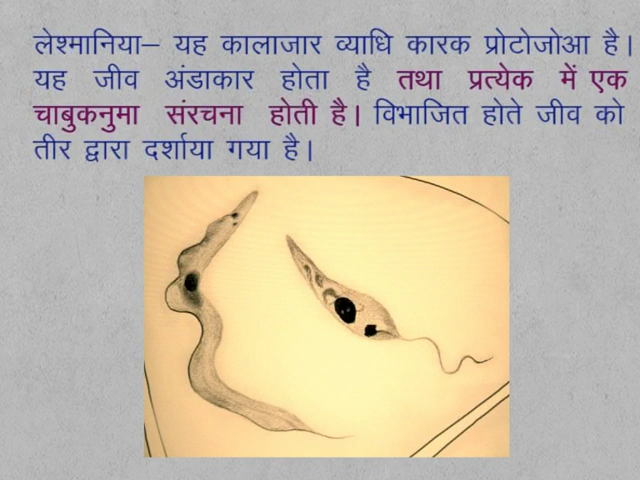 लेश्मानिया– यह कालाजार व्याधि कारक प्रोटोजोआ है।
यह जीव अंडाकार होता है तथा प्रत्येक में एक
चाबुकनुमा संरचना होती है। विभाजित होते जीव को
तीर द्वारा दर्शाया गया है।